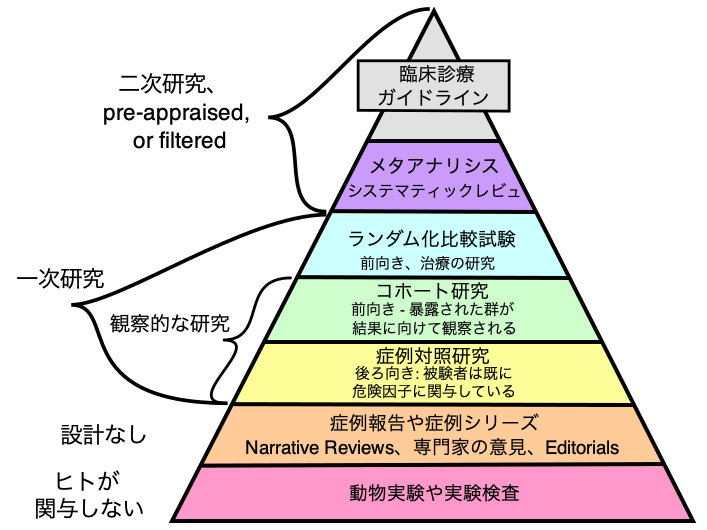 臨床診療
ガイドライン
二次研究、
pre-appraised,
or filtered
メタアナリシス
システマティックレビュ
ランダム化比較試験
前向き、治療の研究
一次研究
コホート研究
前向き - 暴露された群が
結果に向けて観察される
観察的な研究
症例対照研究
後ろ向き: 被験者は既に
危険因子に関与している
設計なし
症例報告や症例シリーズ
Narrative Reviews、専門家の意見、Editorials
ヒトが
関与しない
動物実験や実験検査